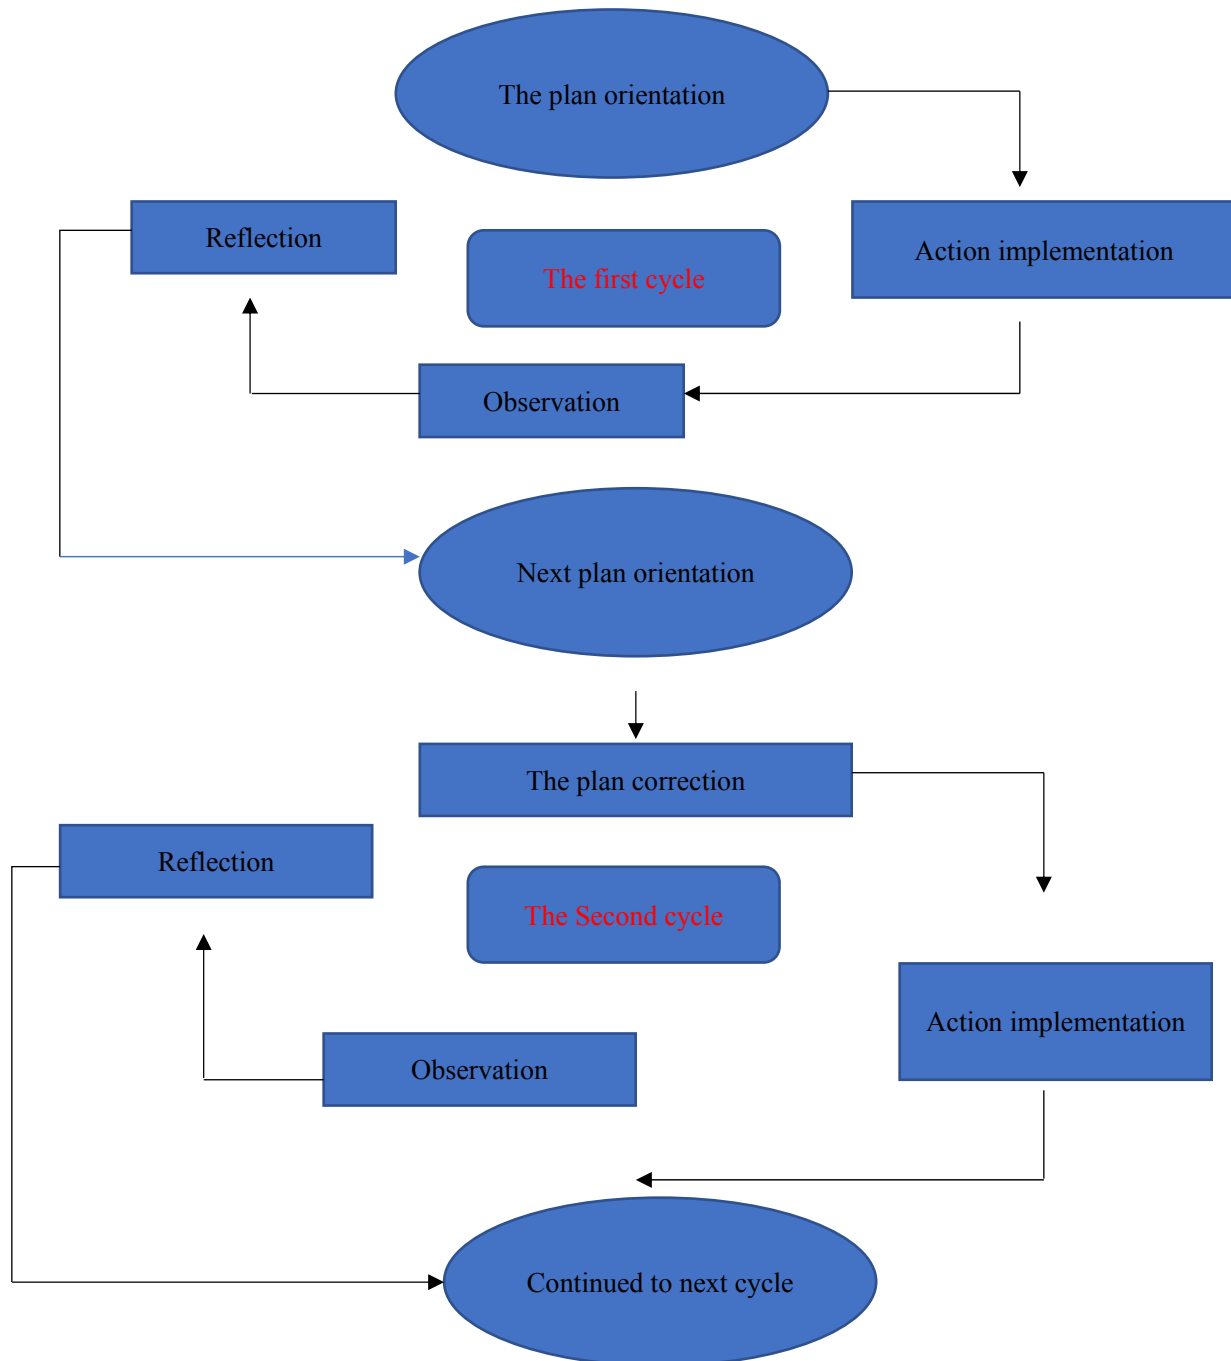 The plan orientation
Reflection
Action implementation
The first cycle
Observation
Next plan orientation
The plan correction
Reflection
The Second cycle
Action implementation
Observation
Continued to next cycle